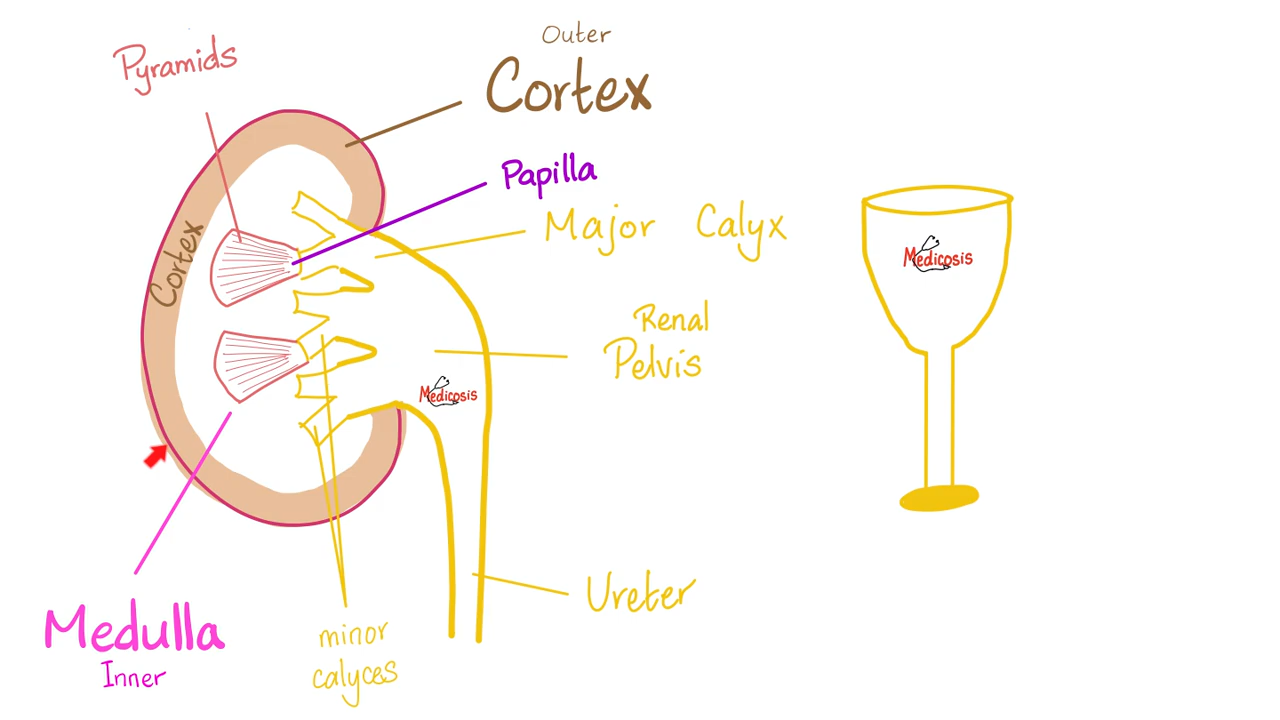 Outer
Cortex
Pyramids
Papilla
Major Calyx
Cortex
Medicosis
Renal
Pelvis
Medicosis
Ureter
Medulla
Inner
minor
calyces